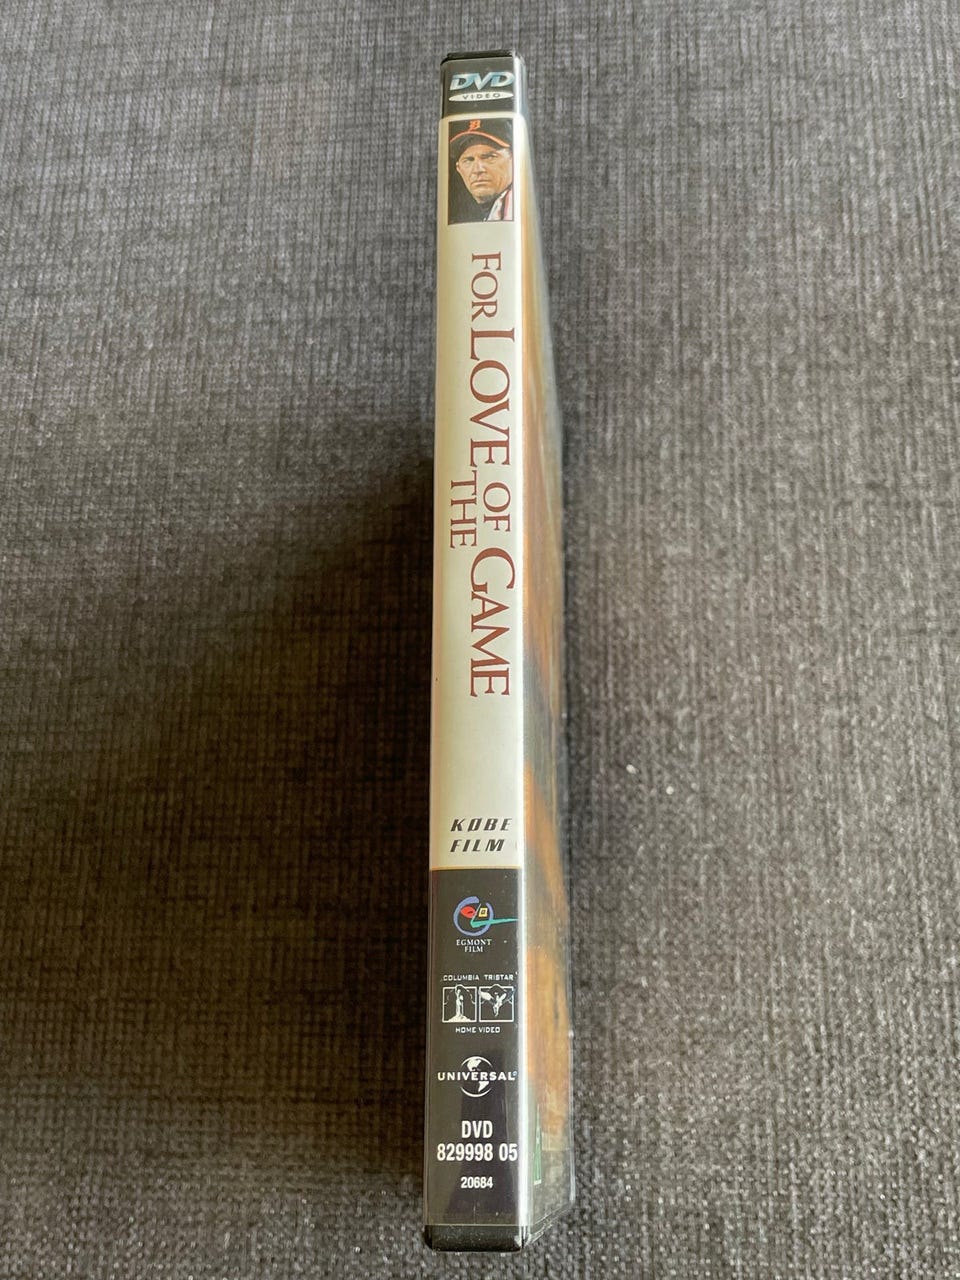 DVD
VIDEO
FOR LOVE OF
THE GAME
KOBE
FILM
EGMONT
FILM
COLUMBIA TRISTAR
HOME VIDEO
UNIVERSAL
DVD
829998 05
20684